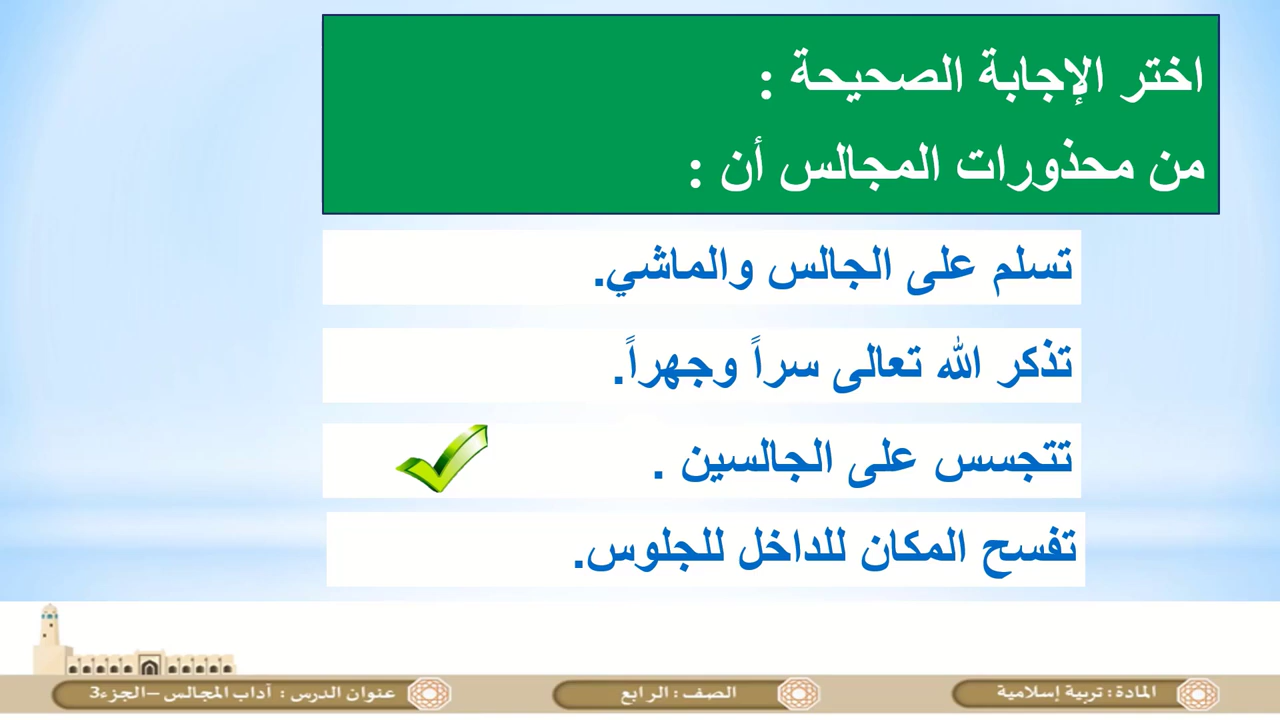 اختر الإجابة الصحيحة :
من محذورات المجالس أن :
تسلم على الجالس والماشي.
تذكر الله تعالى سراً وجهراً.
تتجسس على الجالسين .
تفسح المكان للداخل للجلوس.
المادة : تربية إسلامية
الصف : الرابع
عنوان الدرس : آداب المجالس –الجزء3